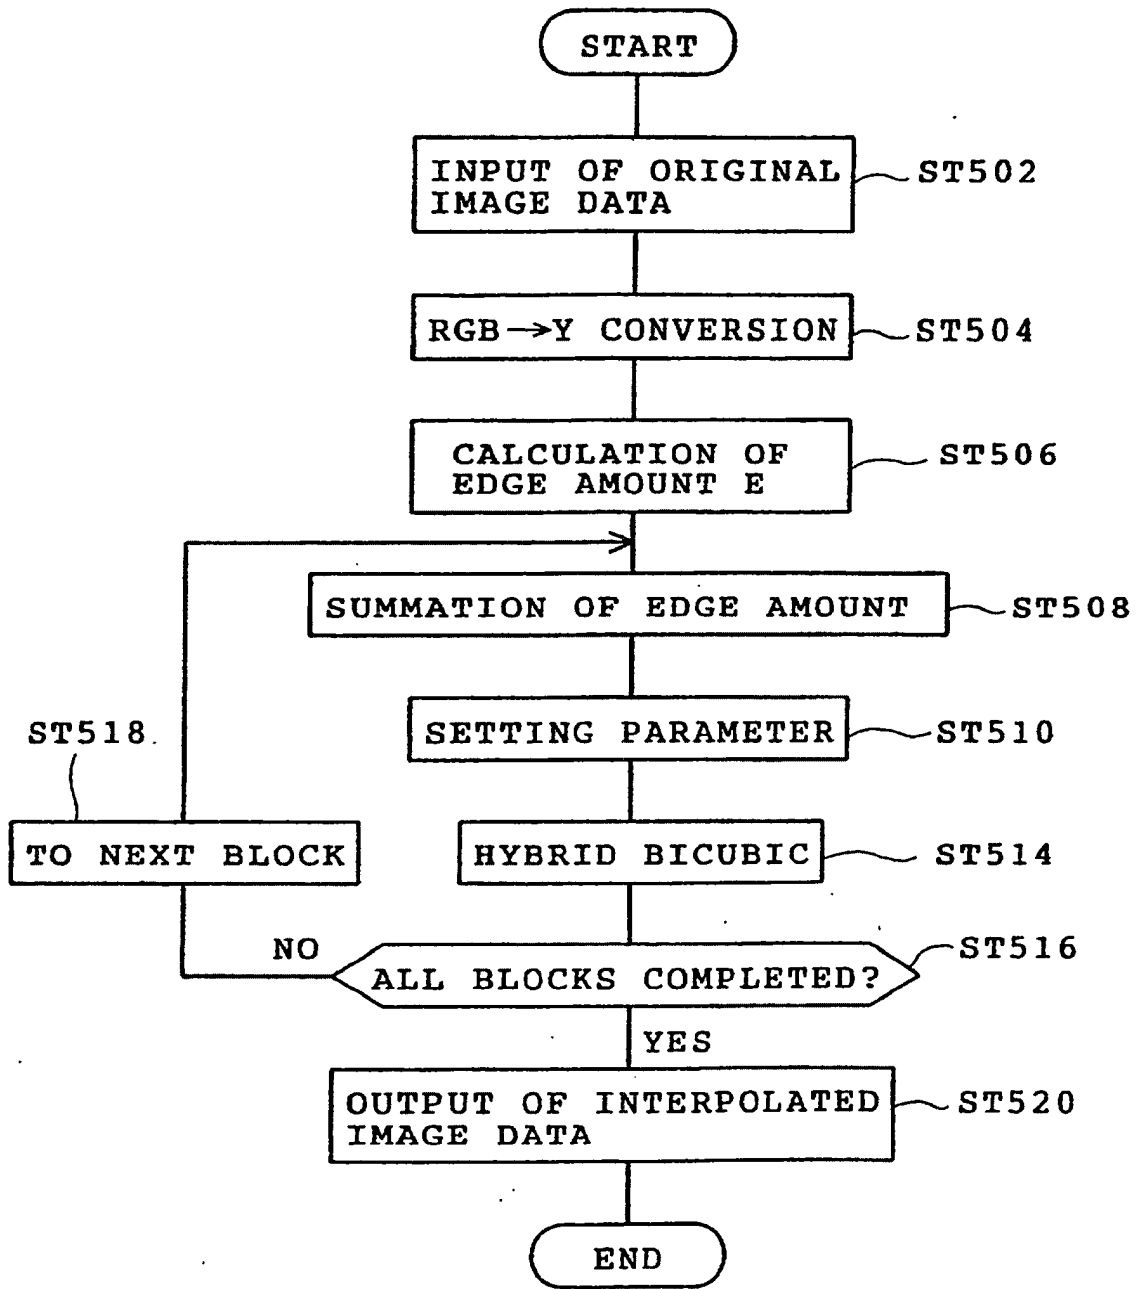 START
INPUT OF ORIGINAL
IMAGE DATA
ST502
RGB→Y CONVERSION
ST504
CALCULATION OF
EDGE AMOUNT E
ST506
SUMMATION OF EDGE AMOUNT
ST508
SETTING PARAMETER
ST510
ST518
TO NEXT BLOCK
HYBRID BICUBIC
ST514
NO
ALL BLOCKS COMPLETED?
ST516
YES
OUTPUT OF INTERPOLATED
IMAGE DATA
ST520
END